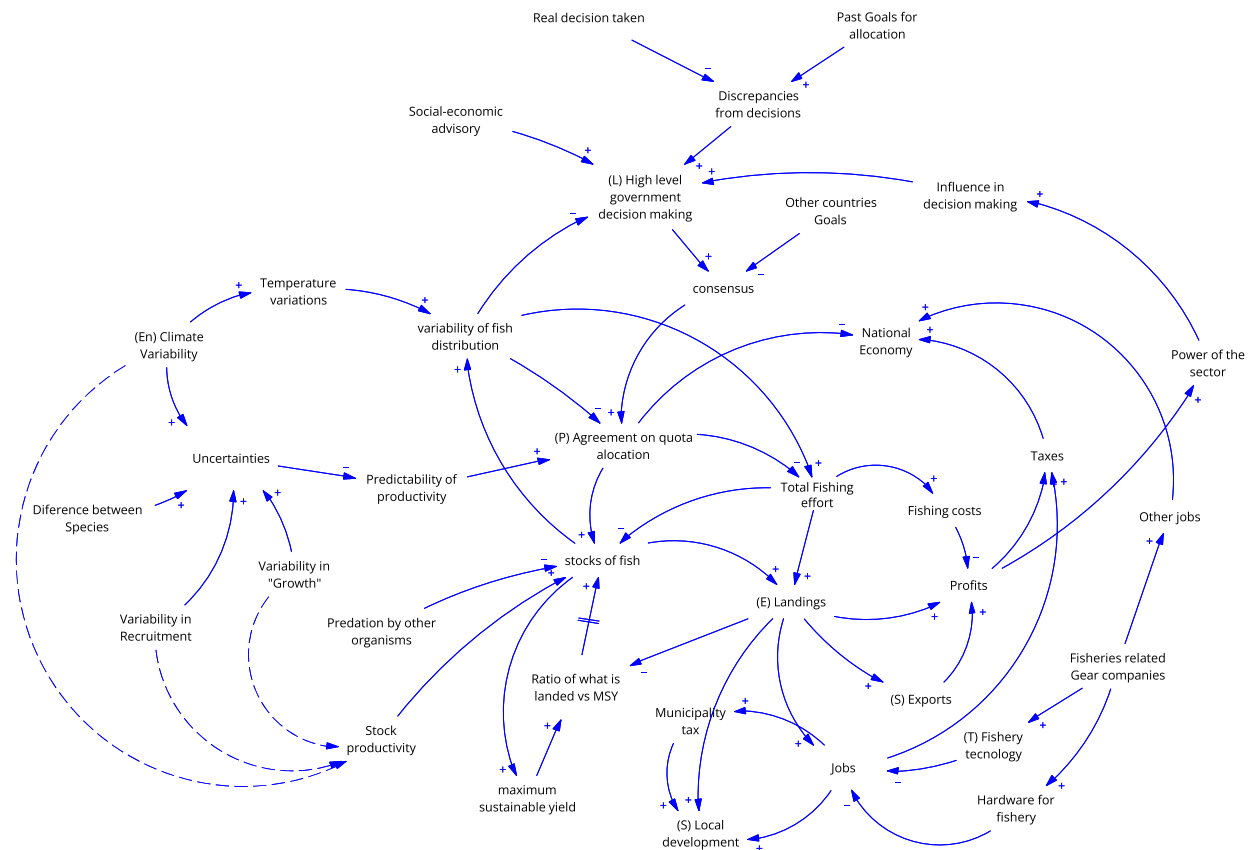 Real decision taken
Past Goals for
allocation
Discrepancies
from decisions
Social-economic
advisory
(L) High level
government
decision making
Influence in
decision making
Other countries
Goals
consensus
Temperature
variations
(En) Climate
Variability
variability of fish
distribution
National
Economy
Power of the
sector
(P) Agreement on quota
alocation
Uncertainties
Predictability of
productivity
Taxes
Total Fishing
effort
Fishing costs
Other jobs
Diference between
Species
Variability in
"Growth"
stocks of fish
Profits
(E) Landings
Variability in
Recruitment
Predation by other
organisms
Ratio of what is
landed vs MSY
Fisheries related
Gear companies
(S) Exports
Municipality
tax
Stock
productivity
(T) Fishery
tecnology
Jobs
maximum
sustainable yield
Hardware for
fishery
(S) Local
development